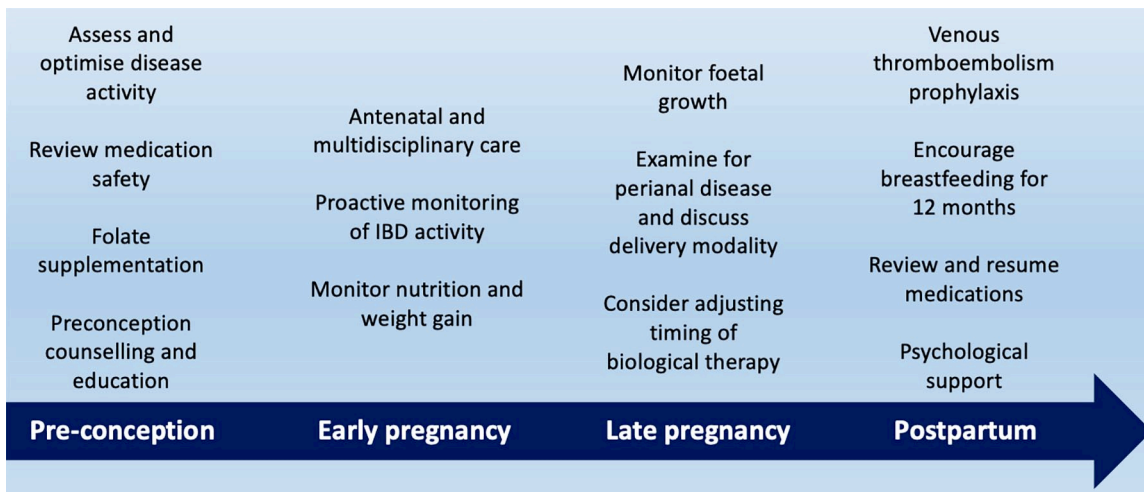 Assess and
optimise disease
activity
Review medication
safety
Folate
supplementation
Preconception
counselling and
education
Pre-conception
Antenatal and
multidisciplinary care
Proactive monitoring
of IBD activity
Monitor nutrition and
weight gain
Early pregnancy
Monitor foetal
growth
Examine for
perianal disease
and discuss
delivery modality
Consider adjusting
timing of
biological therapy
Late pregnancy
Venous
thromboembolism
prophylaxis
Encourage
breastfeeding for
12 months
Review and resume
medications
Psychological
support
Postpartum